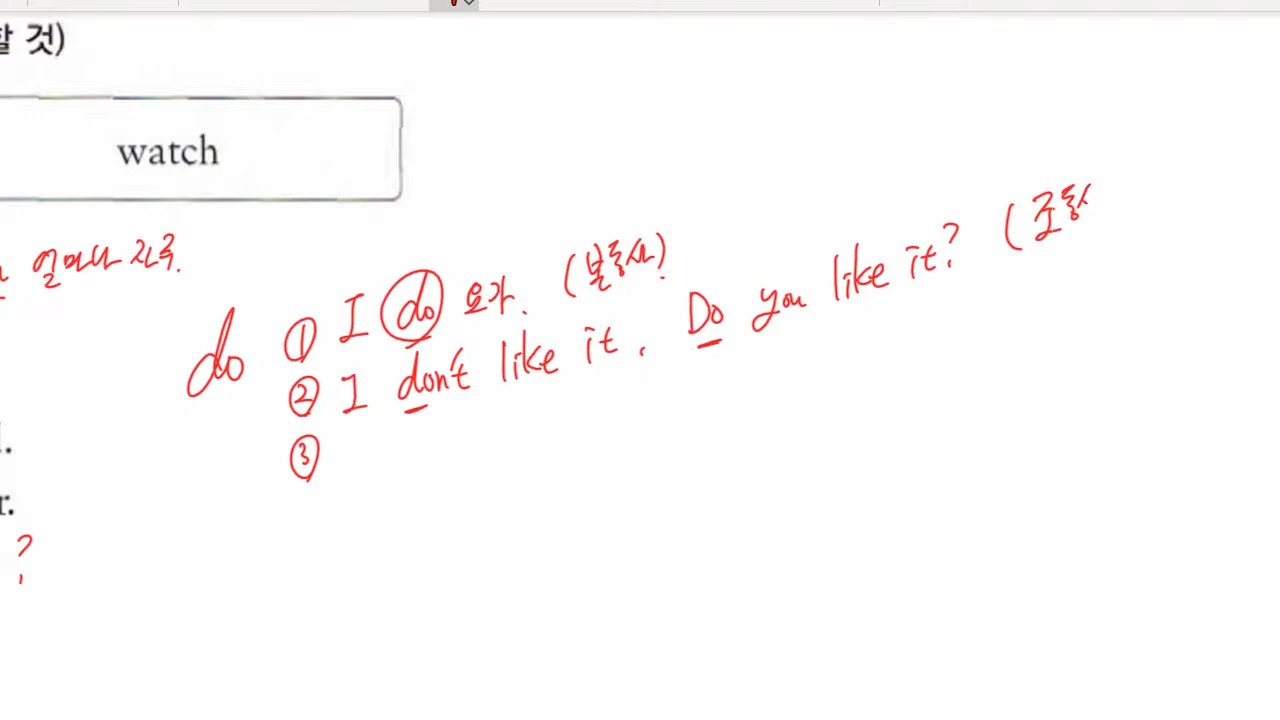 할 것)
watch
얼마나 자주.
do ① I do 요가. (본동사)
② I don't like it. Do you like it? (조동
③
.
r.
?